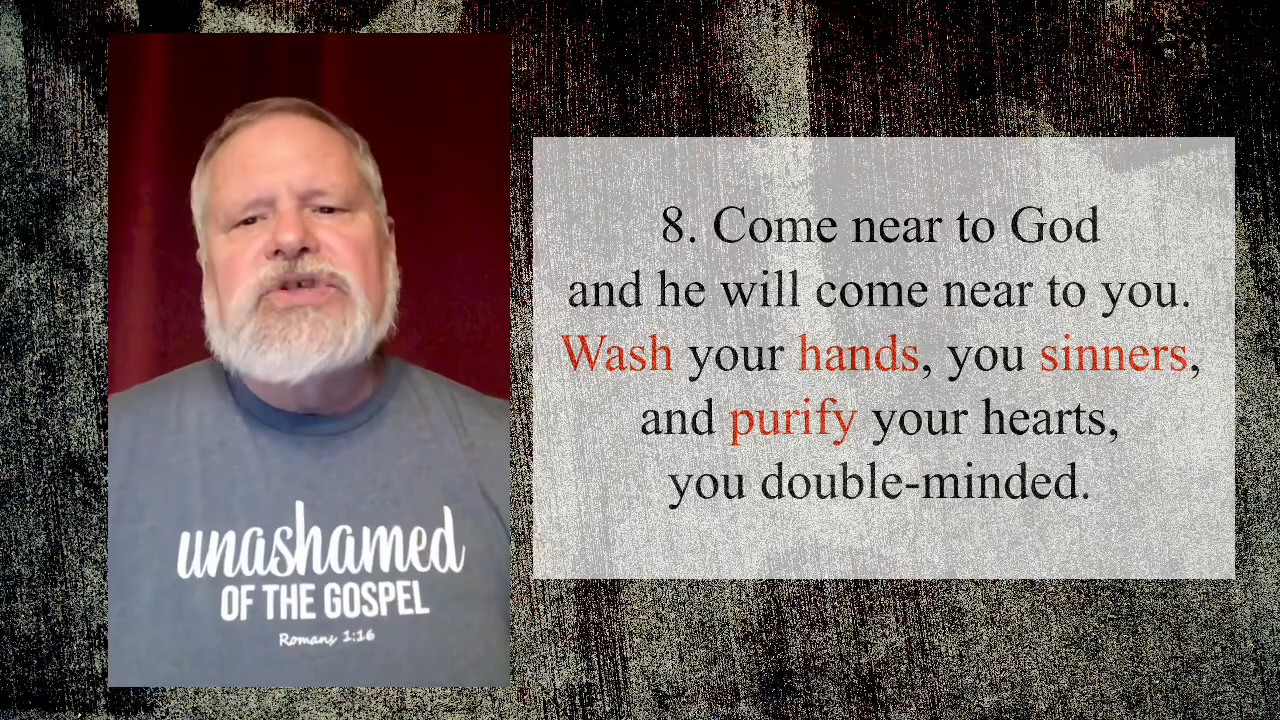 unashamed
OF THE GOSPEL
Romans 1:16
8. Come near to God
and he will come near to you.
Wash your hands, you sinners,
and purify your hearts,
you double-minded.